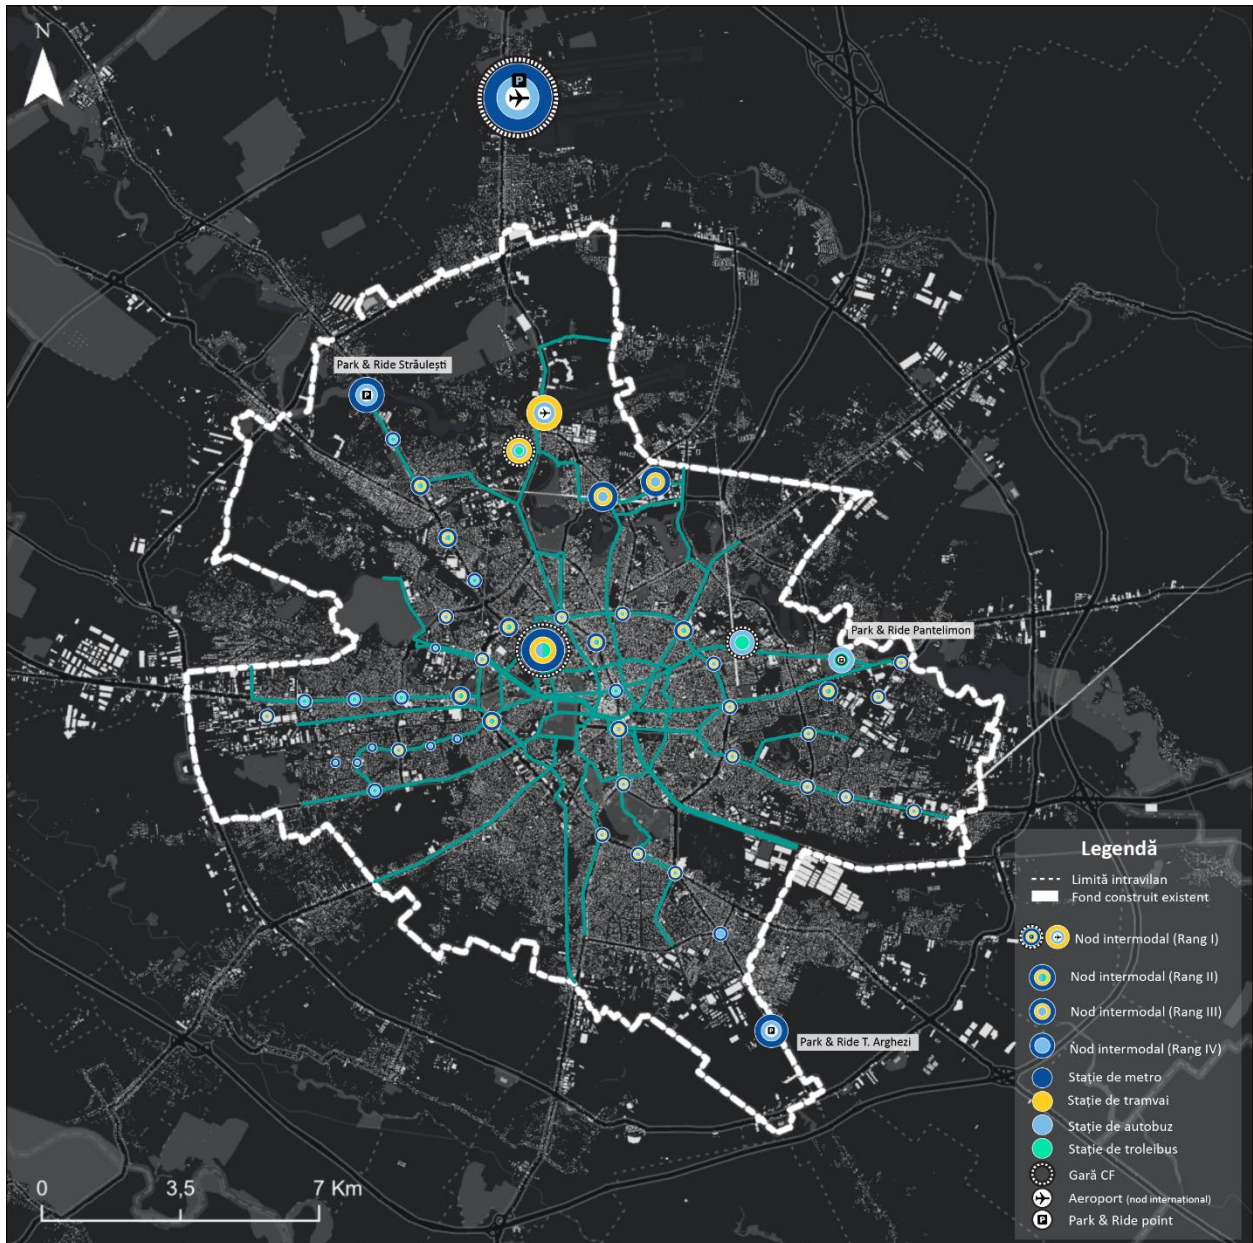 N
P
Park & Ride Străulești
P
Park & Ride Pantelimon
P
Park & Ride T. Arghezi
P
Legendă
Limită intravilan
Fond construit existent
Nod intermodal (Rang I)
Nod intermodal (Rang II)
Nod intermodal (Rang III)
Nod intermodal (Rang IV)
Stație de metro
Stație de tramvai
Stație de autobuz
Stație de troleibus
Gară CF
Aeroport (nod internațional)
P Park & Ride point
0 3,5 7 Km